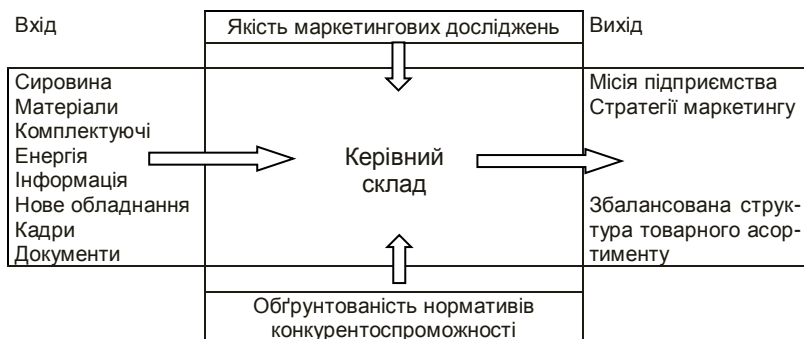 Вхід
Якість маркетингових досліджень
Вихід
Сировина
Матеріали
Комплектуючі
Енергія
Інформація
Нове обладнання
Кадри
Документи
Керівний
склад
Місія підприємства
Стратегії маркетингу
Збалансована струк-
тура товарного асор-
тименту
Обґрунтованість нормативів
конкурентоспроможності